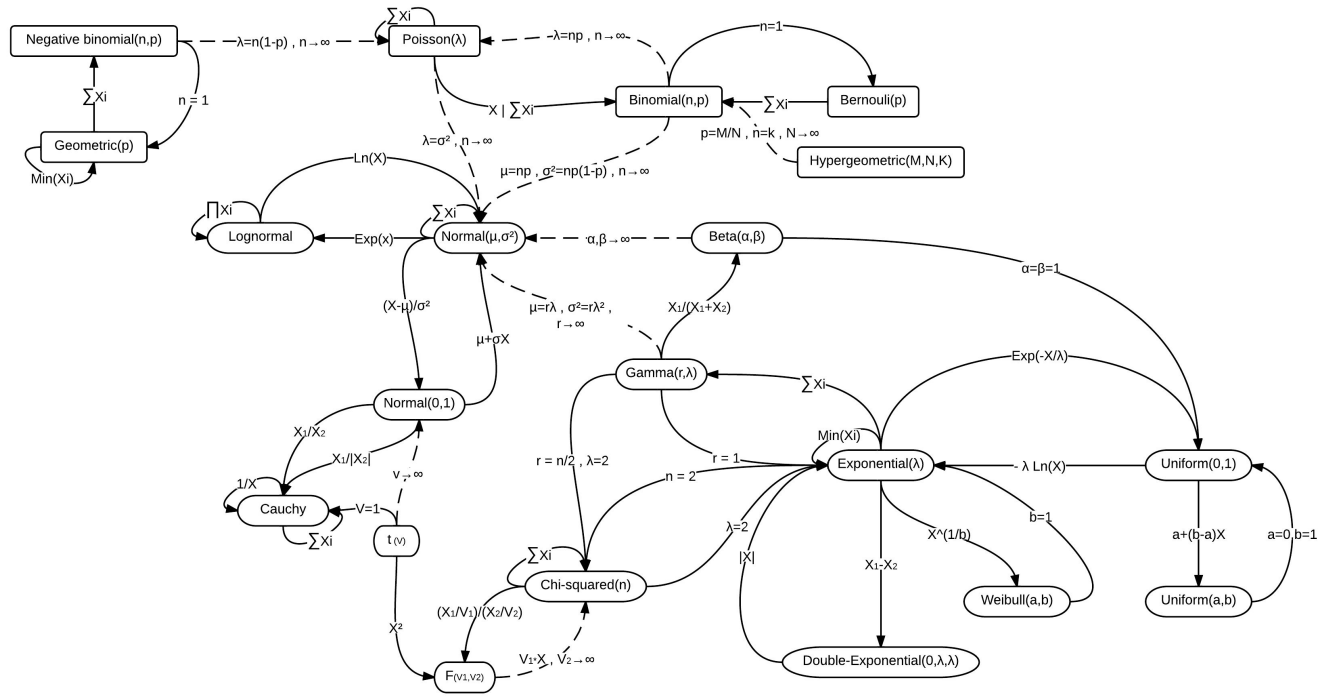 ∑Xi
n=1
Negative binomial(n,p)
λ=n(1-p) , n→∞
Poisson(λ)
λ=np , n→∞
∑Xi
n = 1
X | ∑Xi
Binomial(n,p)
∑Xi
Bernouli(p)
Geometric(p)
λ=σ² , n→∞
p=M/N , n=k , N→∞
Hypergeometric(M,N,K)
Min(Xi)
Ln(X)
μ=np , σ²=np(1-p) , n→∞
∏Xi
∑Xi
Lognormal
Exp(x)
Normal(μ,σ²)
α,β→∞
Beta(α,β)
α=β=1
(X-μ)/σ²
μ=rλ , σ²=rλ² ,
r→∞
X₁/(X₁+X₂)
μ+σX
Exp(-X/λ)
Gamma(r,λ)
∑Xi
Normal(0,1)
X₁/X₂
Min(Xi)
X₁/|X₂|
r = n/2 , λ=2
r = 1
Exponential(λ)
- λ Ln(X)
Uniform(0,1)
v→∞
n = 2
1/X
Cauchy
V=1
b=1
λ=2
X^(1/b)
a+(b-a)X
a=0,b=1
∑Xi
t (V)
∑Xi
|X|
X₁-X₂
Chi-squared(n)
Weibull(a,b)
Uniform(a,b)
(X₁/V₁)/(X₂/V₂)
X²
V₁*X , V₂→∞
Double-Exponential(0,λ,λ)
F(V1,V2)